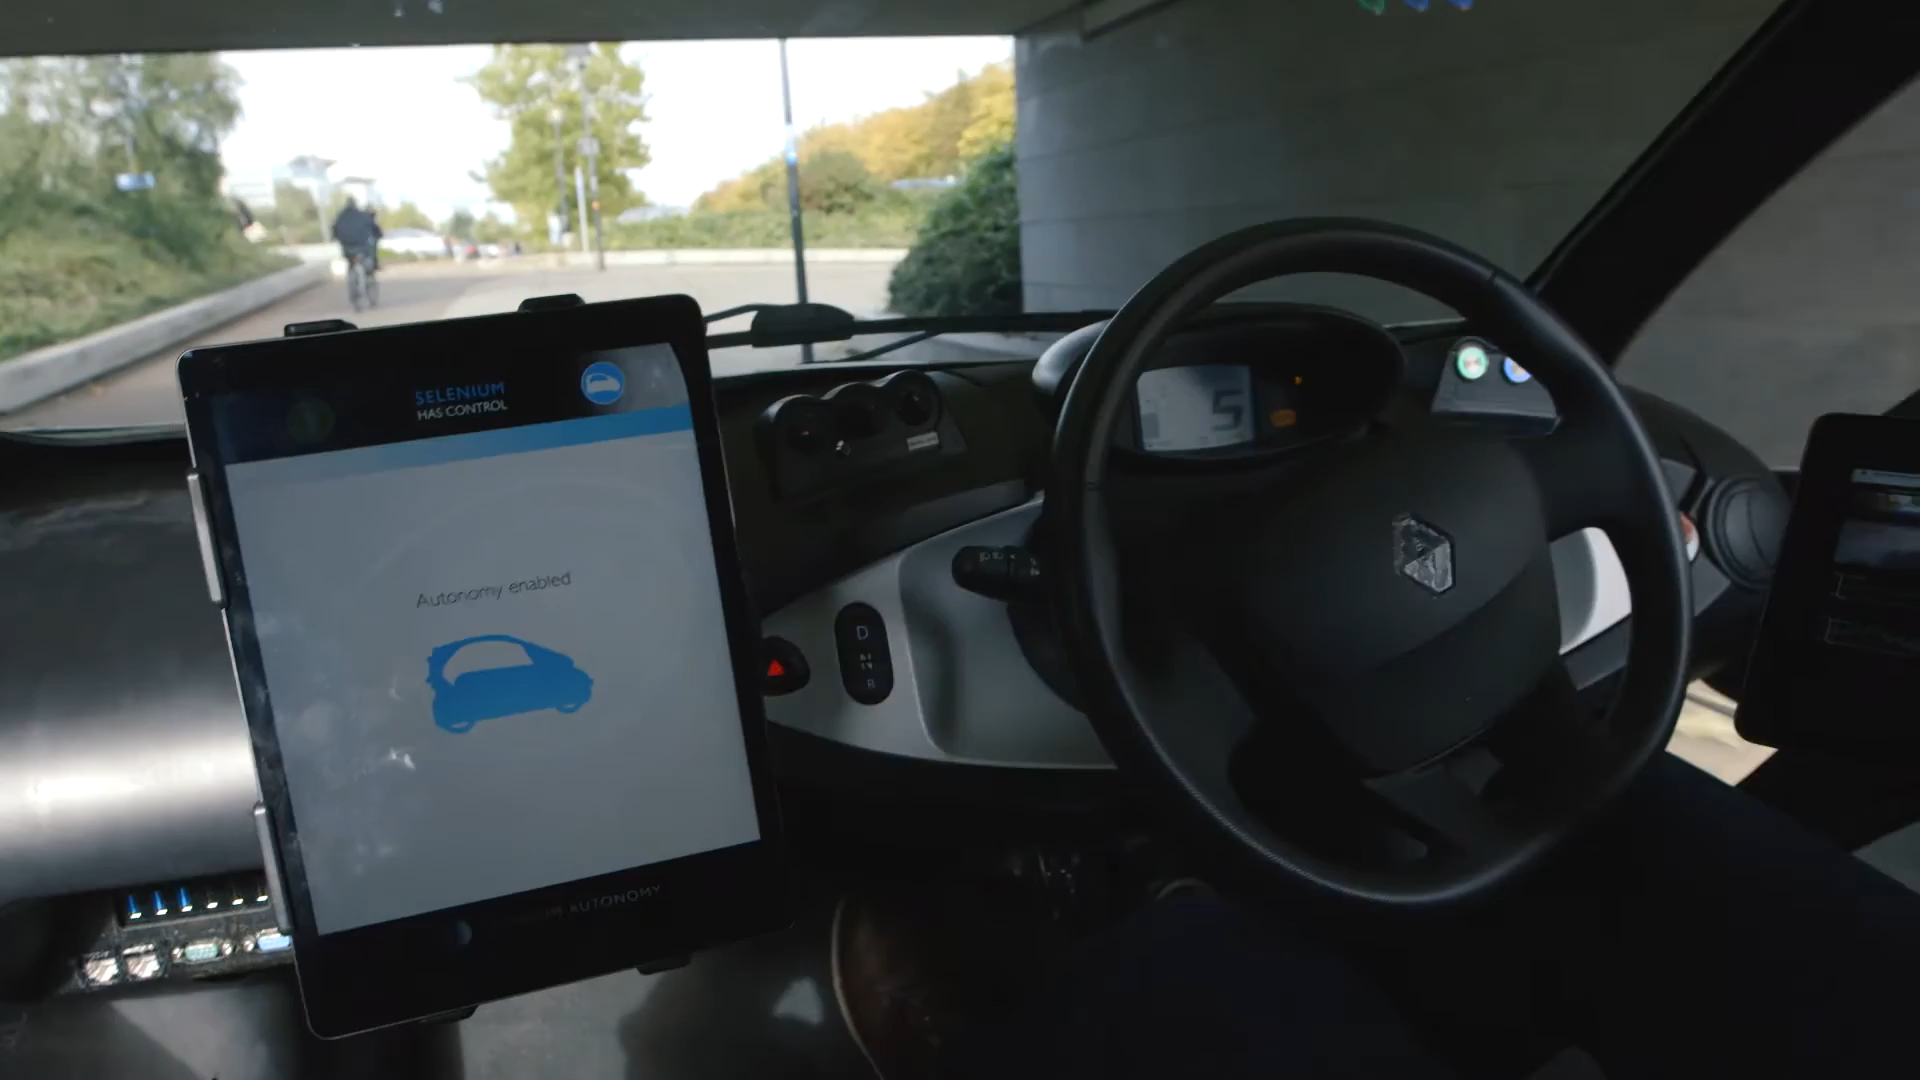 SELENIUM
HAS CONTROL
5
Autonomy enabled
D
N
R
AUTONOMY